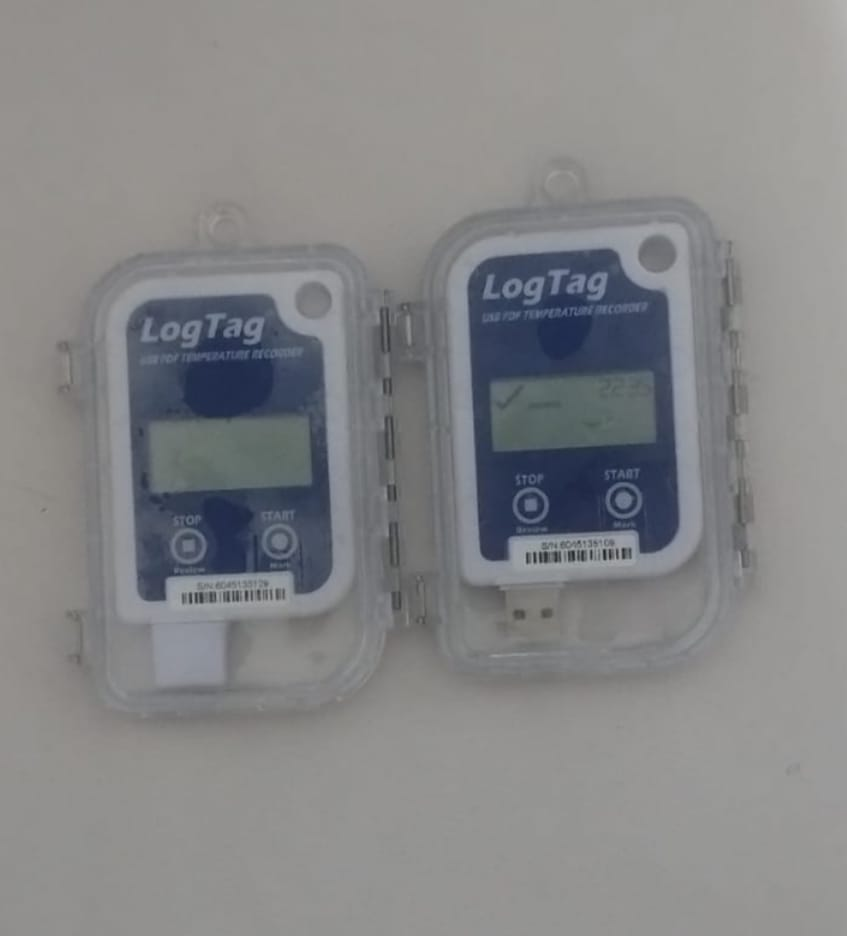 LogTag
USB PDF TEMPERATURE RECORDER
STOP
START
Review
Mark
S/N:6045135129
LogTag
USB PDF TEMPERATURE RECORDER
STOP
START
Review
Mark
S/N:6045135109